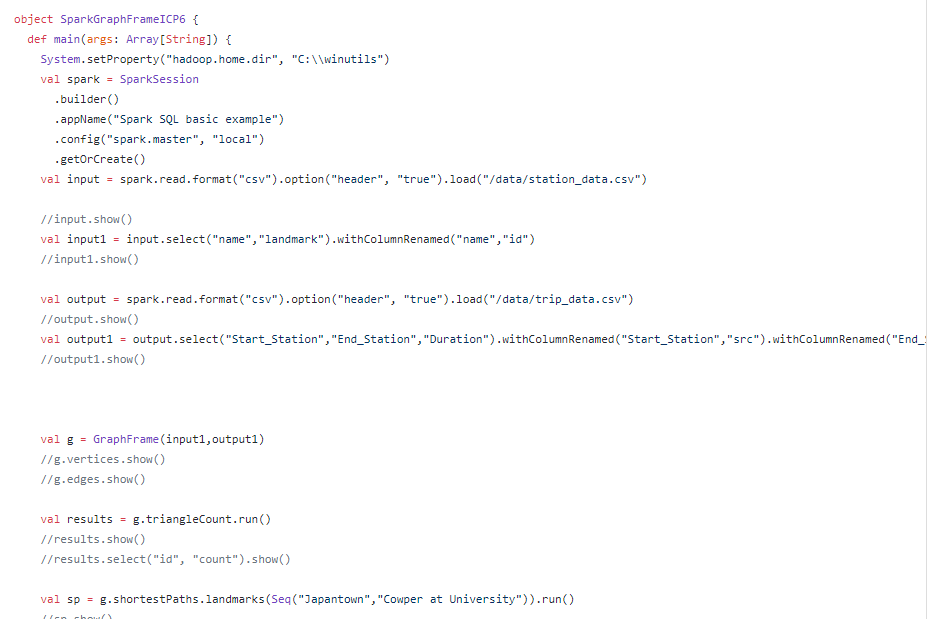 object SparkGraphFrameICP6 {
def main(args: Array[String]) {
System.setProperty("hadoop.home.dir", "C:\\winutils")
val spark = SparkSession
.builder()
.appName("Spark SQL basic example")
.config("spark.master", "local")
.getOrCreate()
val input = spark.read.format("csv").option("header", "true").load("/data/station_data.csv")
//input.show()
val input1 = input.select("name","landmark").withColumnRenamed("name","id")
//input1.show()
val output = spark.read.format("csv").option("header", "true").load("/data/trip_data.csv")
//output.show()
val output1 = output.select("Start_Station","End_Station","Duration").withColumnRenamed("Start_Station","src").withColumnRenamed("End_
//output1.show()
val g = GraphFrame(input1,output1)
//g.vertices.show()
//g.edges.show()
val results = g.triangleCount.run()
//results.show()
//results.select("id", "count").show()
val sp = g.shortestPaths.landmarks(Seq("Japantown","Cowper at University")).run()
//sp.show()